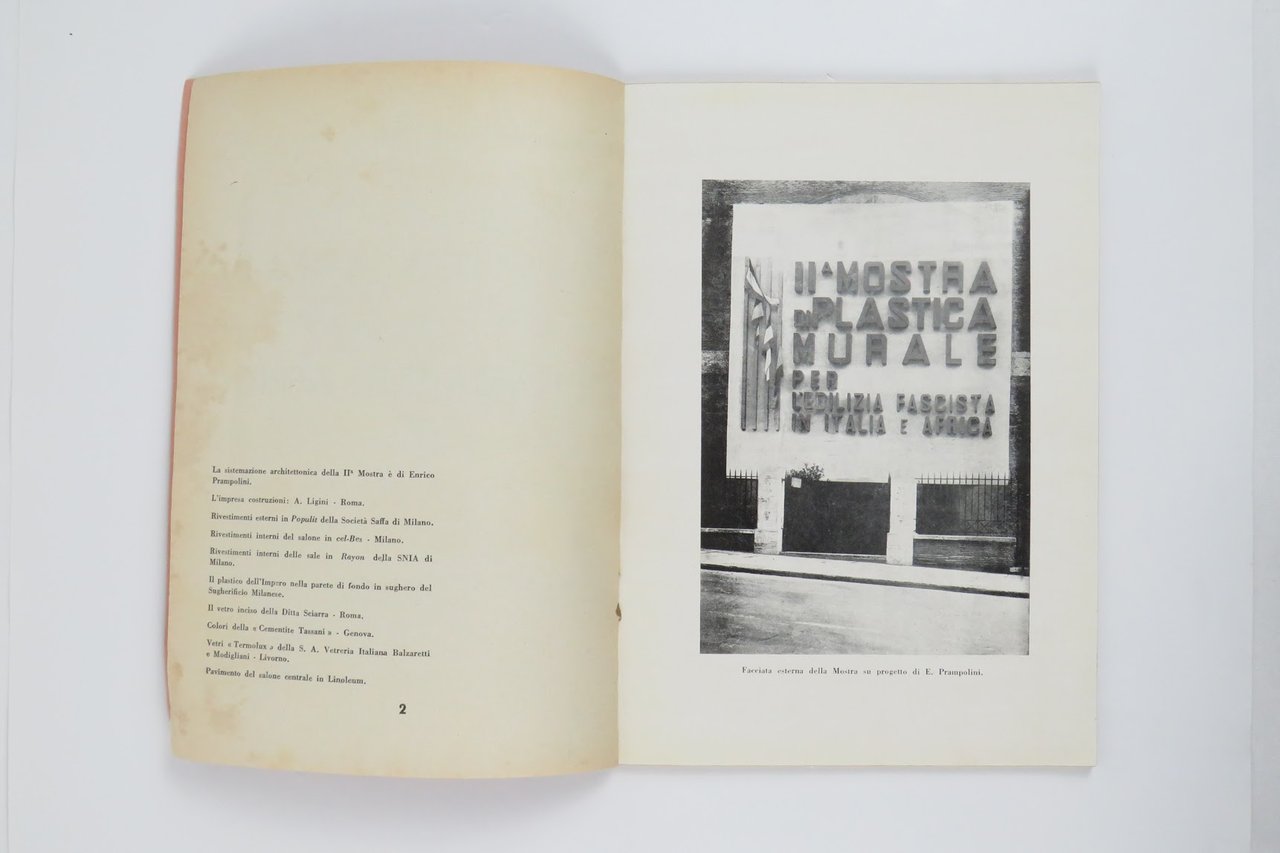 La sistemazione architettonica della IIª Mostra è di Enrico
Prampolini.
L'impresa costruzioni: A. Ligini - Roma.
Rivestimenti esterni in Populit della Società Saffa di Milano.
Rivestimenti interni del salone in cel-Bes - Milano.
Rivestimenti interni delle sale in Rayon della SNIA di
Milano.
Il plastico dell'Impero nella parete di fondo in sughero del
Sugherificio Milanese.
Il vetro inciso della Ditta Sciarra - Roma.
Colori della « Cementite Tassani » - Genova.
Vetri « Termolux » della S. A. Vetreria Italiana Balzaretti
e Modigliani - Livorno.
Pavimento del salone centrale in Linoleum.
2
IIᴬ MOSTRA
DI PLASTICA
MURALE
PER
L'EDILIZIA FASCISTA
IN ITALIA E AFRICA
Facciata esterna della Mostra su progetto di E. Prampolini.